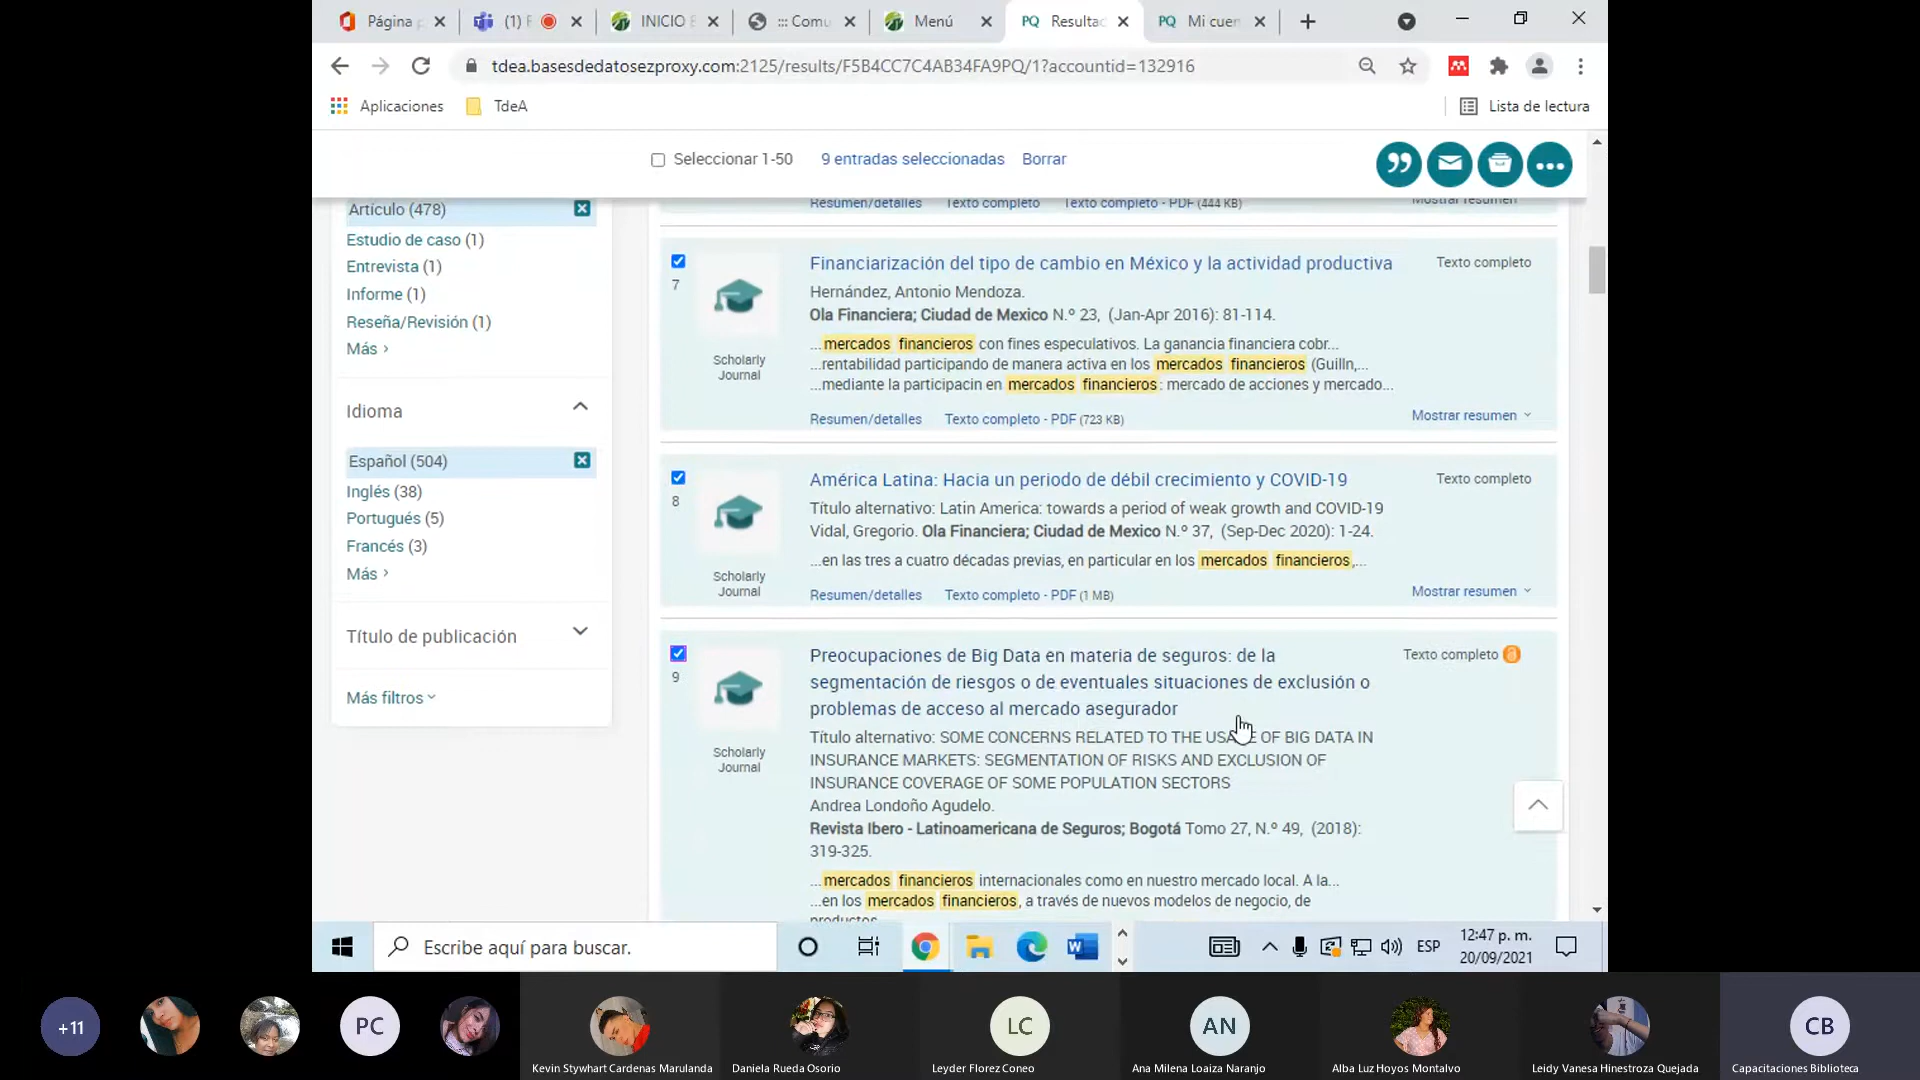 Página
(1) F
INICIO
::: Comu
Menú
PQ Resultad
PQ Mi cuen
tdea.basesdedatosezproxy.com:2125/results/F5B4CC7C4AB34FA9PQ/1?accountid=132916
Aplicaciones
TdeA
Lista de lectura
Seleccionar 1-50
9 entradas seleccionadas
Borrar
Artículo (478)
Estudio de caso (1)
Entrevista (1)
Informe (1)
Reseña/Revisión (1)
Más
Idioma
Español (504)
Inglés (38)
Portugués (5)
Francés (3)
Más
Título de publicación
Más filtros
Resumen/detalles Texto completo Texto completo - PDF (444 KB) Mostrar resumen
7
Scholarly
Journal
Financiarización del tipo de cambio en México y la actividad productiva
Texto completo
Hernández, Antonio Mendoza.
Ola Financiera; Ciudad de Mexico N.º 23, (Jan-Apr 2016): 81-114.
...mercados financieros con fines especulativos. La ganancia financiera cobr...
...rentabilidad participando de manera activa en los mercados financieros (Guilln,...
...mediante la participacin en mercados financieros: mercado de acciones y mercado...
Resumen/detalles Texto completo - PDF (723 KB) Mostrar resumen
8
Scholarly
Journal
América Latina: Hacia un periodo de débil crecimiento y COVID-19
Texto completo
Título alternativo: Latin America: towards a period of weak growth and COVID-19
Vidal, Gregorio. Ola Financiera; Ciudad de Mexico N.º 37, (Sep-Dec 2020): 1-24.
...en las tres a cuatro décadas previas, en particular en los mercados financieros,...
Resumen/detalles Texto completo - PDF (1 MB) Mostrar resumen
9
Scholarly
Journal
Preocupaciones de Big Data en materia de seguros: de la
segmentación de riesgos o de eventuales situaciones de exclusión o
problemas de acceso al mercado asegurador
Texto completo
Título alternativo: SOME CONCERNS RELATED TO THE USAGE OF BIG DATA IN
INSURANCE MARKETS: SEGMENTATION OF RISKS AND EXCLUSION OF
INSURANCE COVERAGE OF SOME POPULATION SECTORS
Andrea Londoño Agudelo.
Revista Ibero - Latinoamericana de Seguros; Bogotá Tomo 27, N.º 49, (2018):
319-325.
...mercados financieros internacionales como en nuestro mercado local. A la...
...en los mercados financieros, a través de nuevos modelos de negocio, de
productos
Escribe aquí para buscar.
ESP
12:47 p. m.
20/09/2021
+11
PC
LC
AN
CB
Kevin Stywhart Cardenas Marulanda
Daniela Rueda Osorio
Leyder Florez Coneo
Ana Milena Loaiza Naranjo
Alba Luz Hoyos Montalvo
Leidy Vanesa Hinestroza Quejada
Capacitaciones Biblioteca